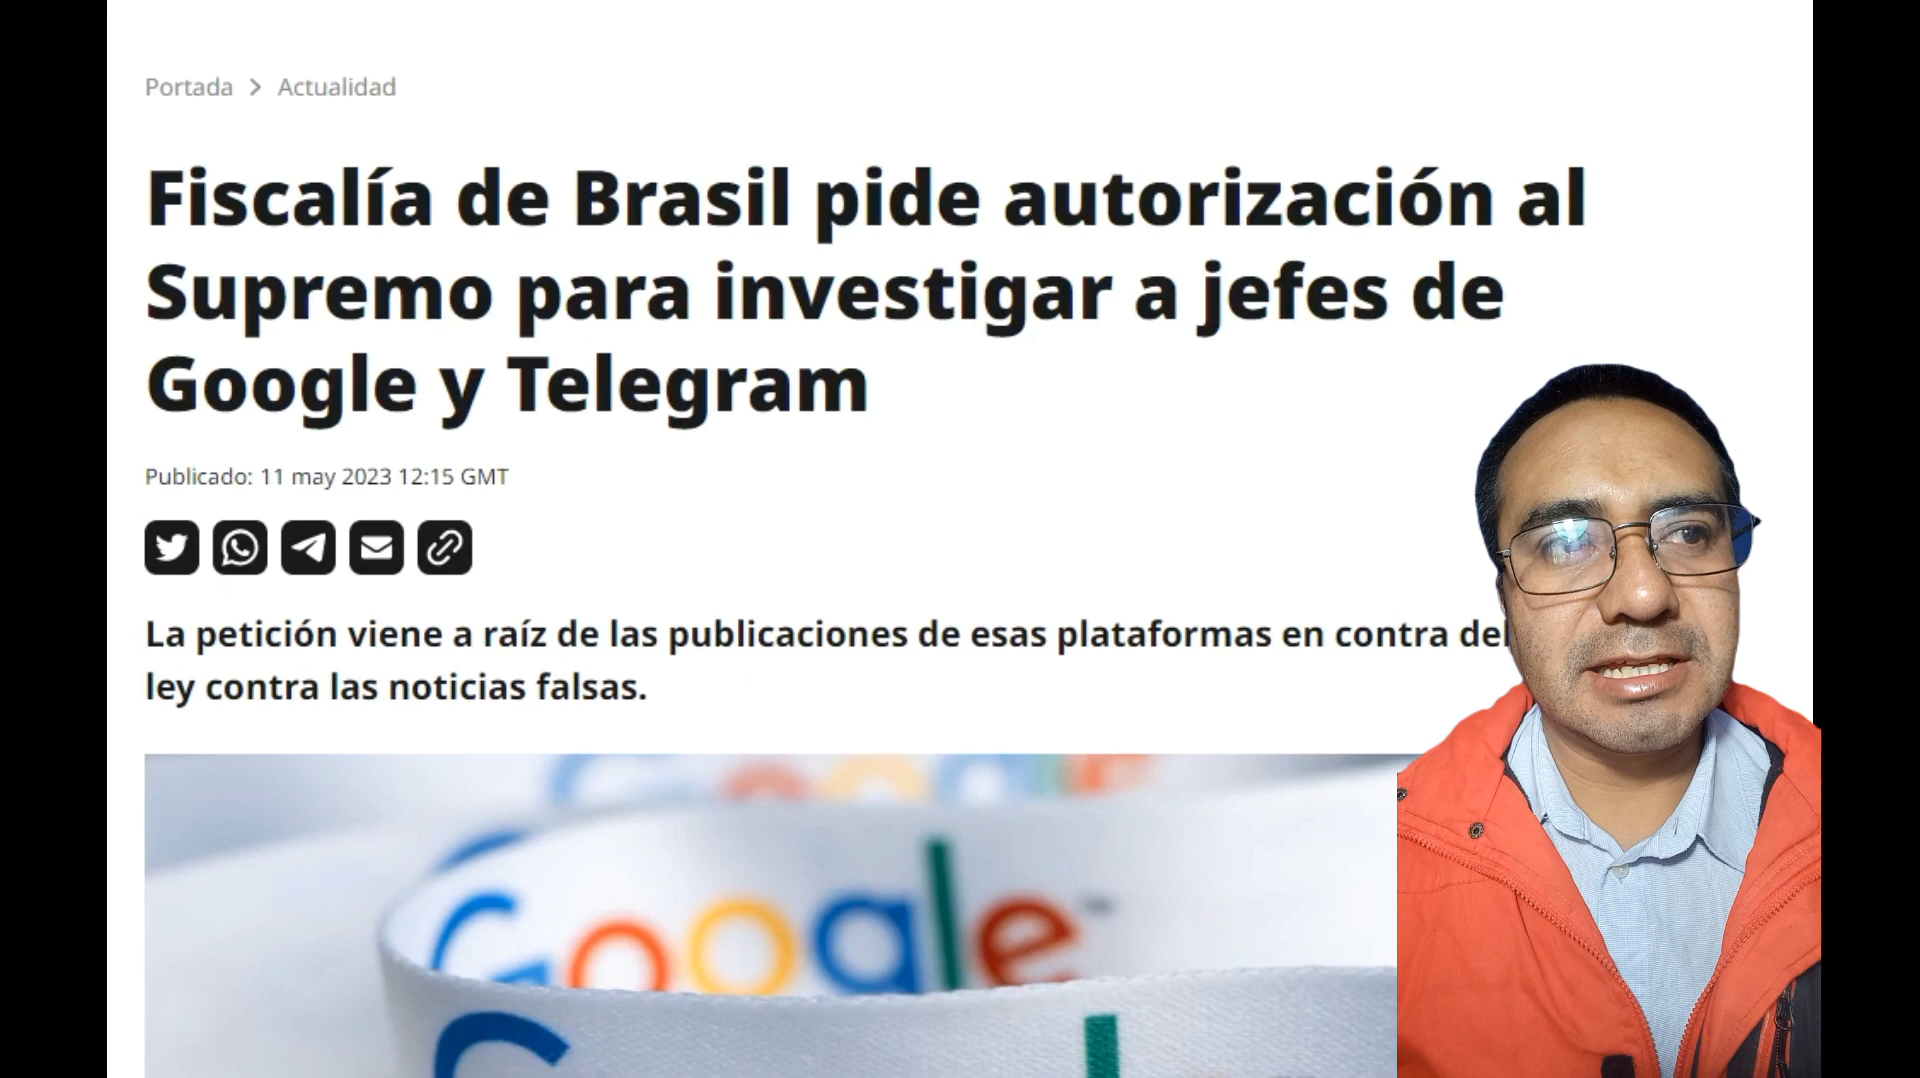 Portada > Actualidad
Fiscalía de Brasil pide autorización al
Supremo para investigar a jefes de
Google y Telegram
Publicado: 11 may 2023 12:15 GMT
La petición viene a raíz de las publicaciones de esas plataformas en contra del
ley contra las noticias falsas.
Google
Google